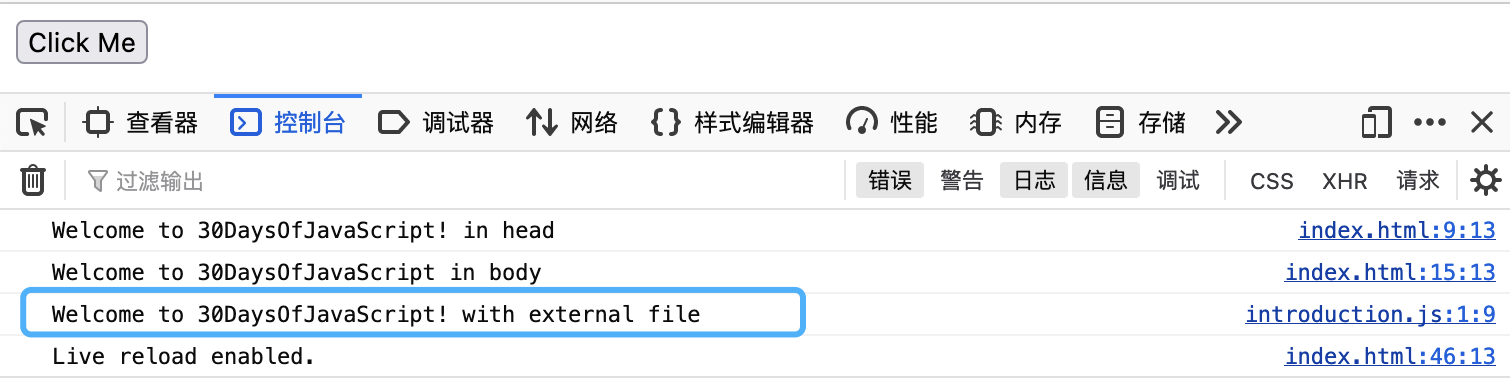 Click Me
查看器 控制台 调试器 网络 样式编辑器 性能 内存 存储
过滤输出 错误 警告 日志 信息 调试 CSS XHR 请求
Welcome to 30DaysOfJavaScript! in head index.html:9:13
Welcome to 30DaysOfJavaScript in body index.html:15:13
Welcome to 30DaysOfJavaScript! with external file introduction.js:1:9
Live reload enabled. index.html:46:13